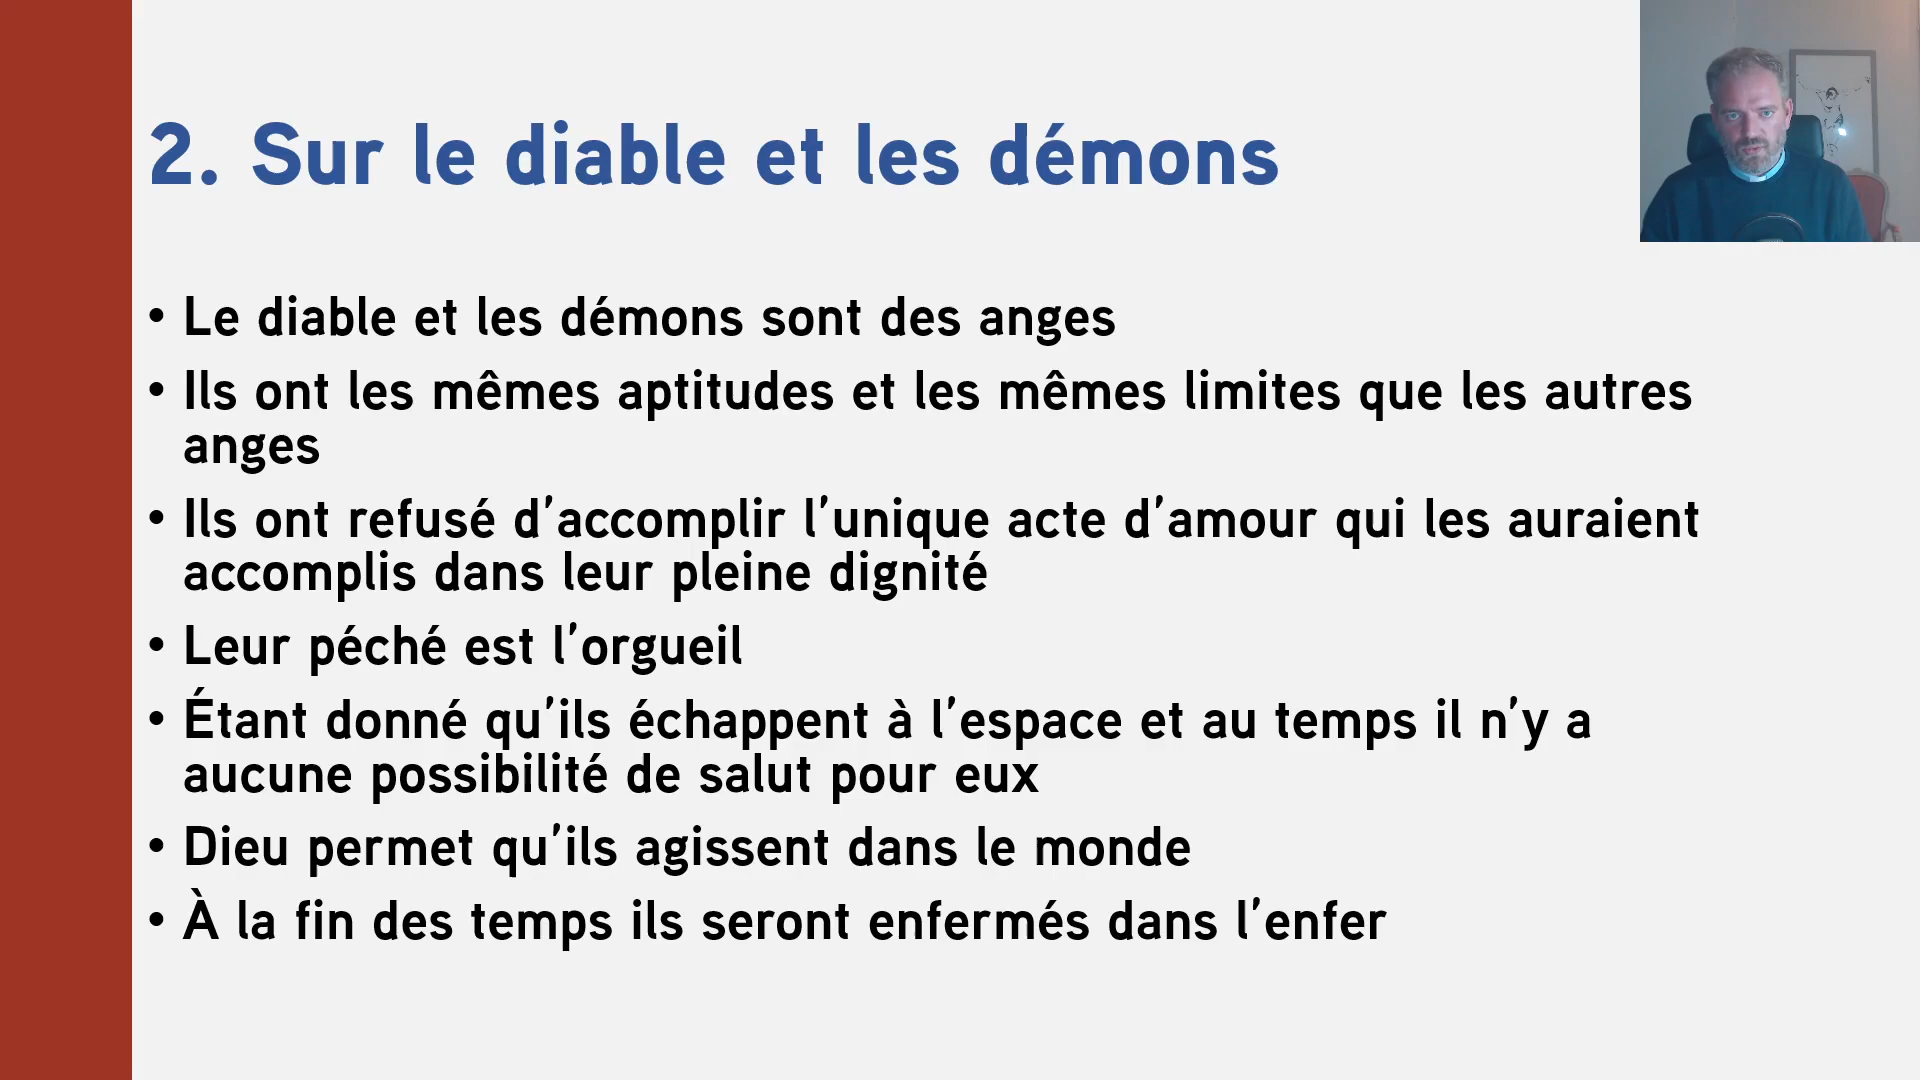 2. Sur le diable et les démons
• Le diable et les démons sont des anges
• Ils ont les mêmes aptitudes et les mêmes limites que les autres
anges
• Ils ont refusé d’accomplir l’unique acte d’amour qui les auraient
accomplis dans leur pleine dignité
• Leur péché est l’orgueil
• Étant donné qu’ils échappent à l’espace et au temps il n’y a
aucune possibilité de salut pour eux
• Dieu permet qu’ils agissent dans le monde
• À la fin des temps ils seront enfermés dans l’enfer